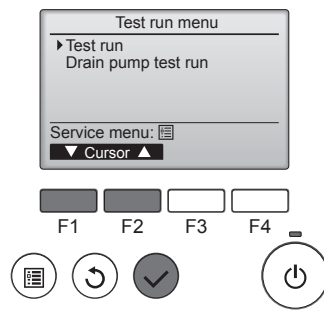 Test run menu
Test run
Drain pump test run
Service menu:
▼ Cursor ▲
F1 F2 F3 F4